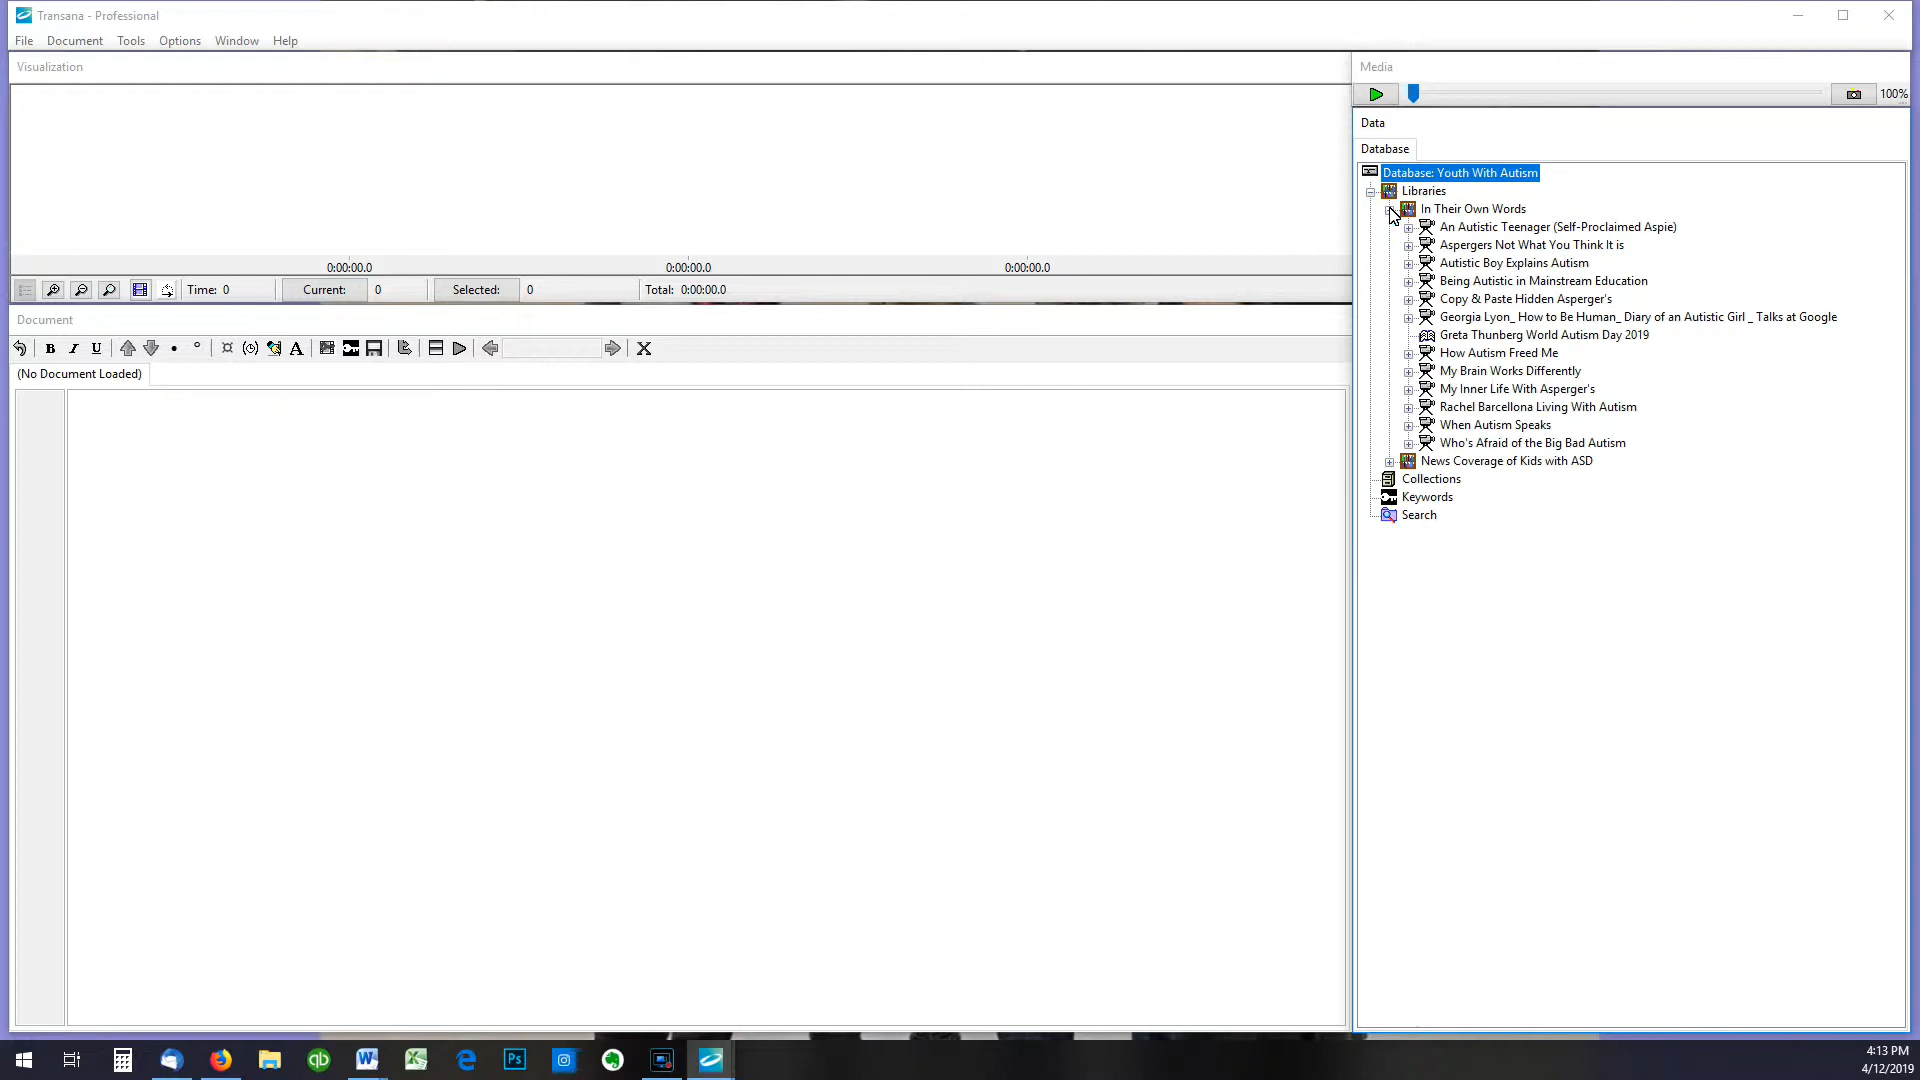 Transana - Professional
File Document Tools Options Window Help
Visualization
Media
100%
Data
Database
Database: Youth With Autism
Libraries
In Their Own Words
An Autistic Teenager (Self-Proclaimed Aspie)
Aspergers Not What You Think It is
Autistic Boy Explains Autism
Being Autistic in Mainstream Education
Copy & Paste Hidden Asperger's
Georgia Lyon_ How to Be Human_ Diary of an Autistic Girl _ Talks at Google
Greta Thunberg World Autism Day 2019
How Autism Freed Me
My Brain Works Differently
My Inner Life With Asperger's
Rachel Barcellona Living With Autism
When Autism Speaks
Who's Afraid of the Big Bad Autism
News Coverage of Kids with ASD
Collections
Keywords
Search
0:00:00.0 0:00:00.0 0:00:00.0
Time: 0 Current: 0 Selected: 0 Total: 0:00:00.0
Document
B I U A X
(No Document Loaded)
qb W X e Ps
4:13 PM
4/12/2019